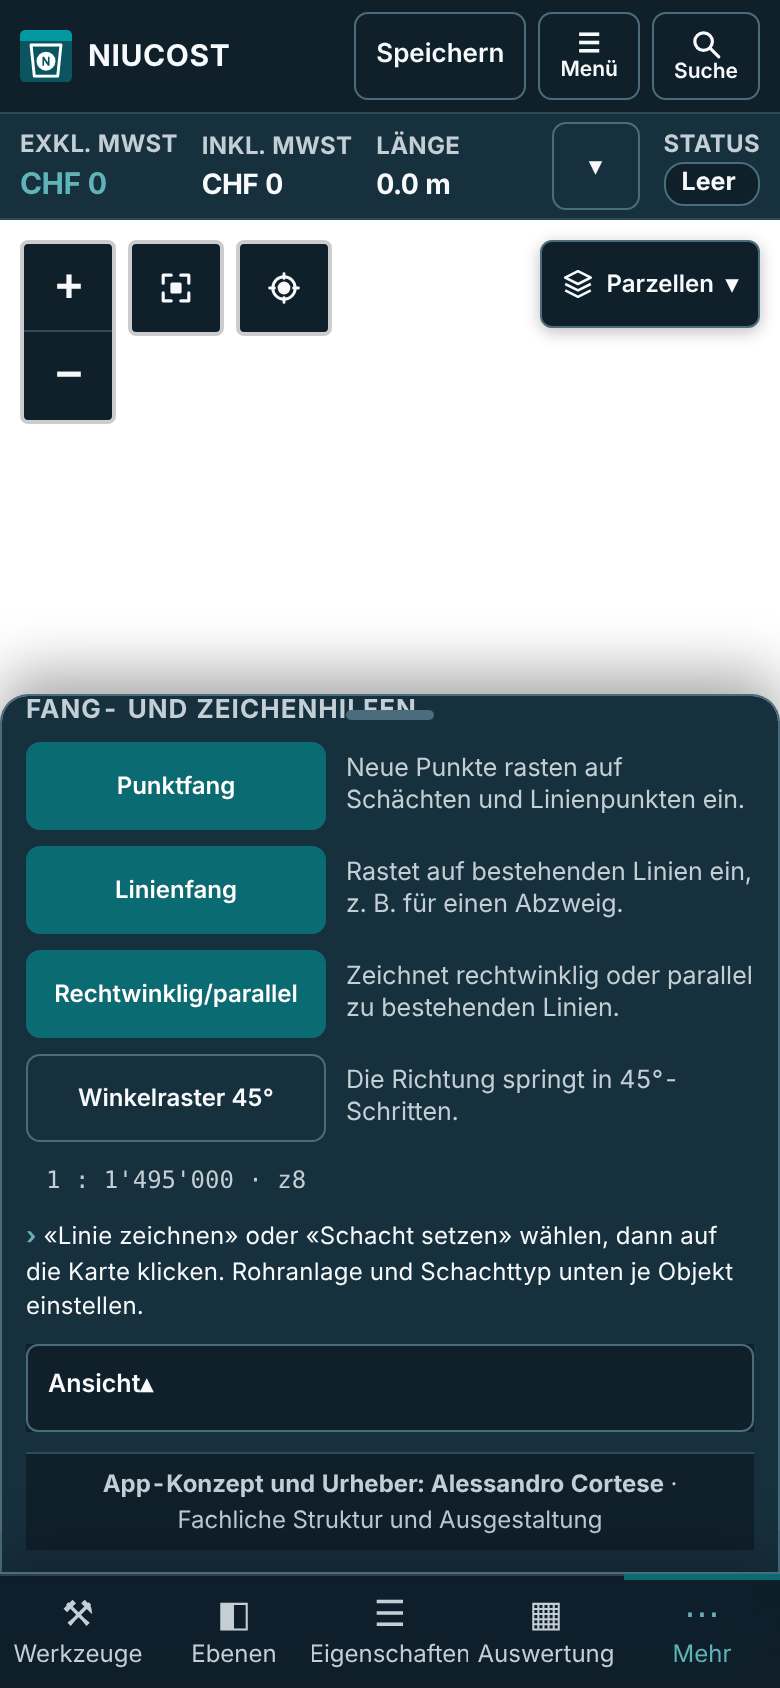 NIUCOST
Speichern
Menü
Suche
EXKL. MWST
CHF 0
INKL. MWST
CHF 0
LÄNGE
0.0 m
▼
STATUS
Leer
+
−
Parzellen ▼
FANG- UND ZEICHENHILFEN
Punktfang
Neue Punkte rasten auf
Schächten und Linienpunkten ein.
Linienfang
Rastet auf bestehenden Linien ein,
z. B. für einen Abzweig.
Rechtwinklig/parallel
Zeichnet rechtwinklig oder parallel
zu bestehenden Linien.
Winkelraster 45°
Die Richtung springt in 45°-
Schritten.
1 : 1'495'000 · z8
› «Linie zeichnen» oder «Schacht setzen» wählen, dann auf
die Karte klicken. Rohranlage und Schachttyp unten je Objekt
einstellen.
Ansicht▲
App-Konzept und Urheber: Alessandro Cortese ·
Fachliche Struktur und Ausgestaltung
Werkzeuge
Ebenen
Eigenschaften
Auswertung
Mehr